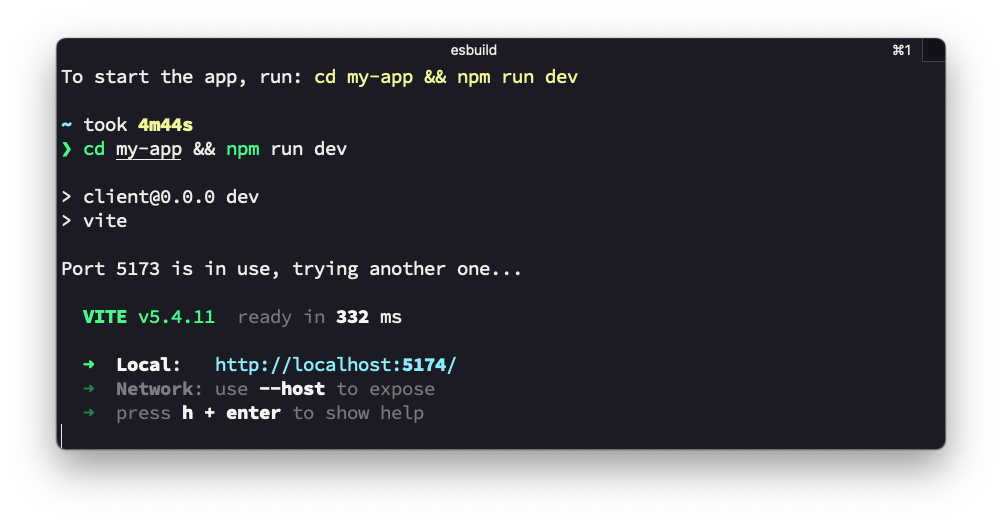 esbuild ⌘1
To start the app, run: cd my-app && npm run dev
~ took 4m44s
❯ cd my-app && npm run dev
> client@0.0.0 dev
> vite
Port 5173 is in use, trying another one...
VITE v5.4.11 ready in 332 ms
➜ Local: http://localhost:5174/
➜ Network: use --host to expose
➜ press h + enter to show help